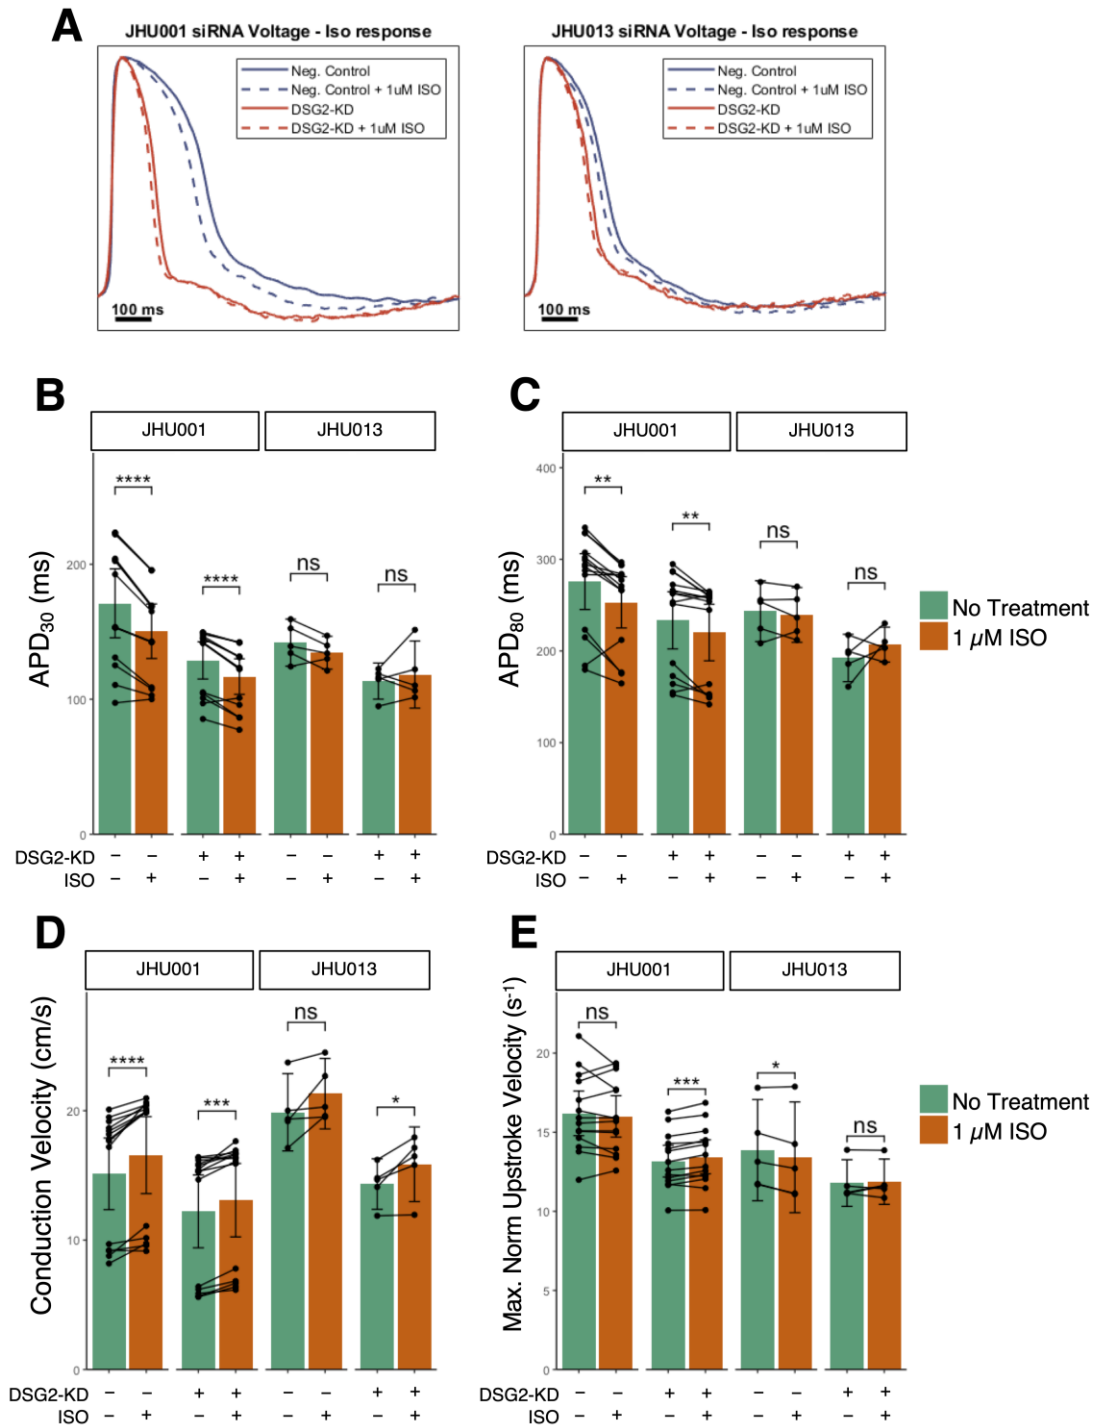 A
JHU001 siRNA Voltage - Iso response
Neg. Control
Neg. Control + 1uM ISO
DSG2-KD
DSG2-KD + 1uM ISO
100 ms
JHU013 siRNA Voltage - Iso response
Neg. Control
Neg. Control + 1uM ISO
DSG2-KD
DSG2-KD + 1uM ISO
100 ms
B
JHU001 JHU013
APD30 (ms)
200
100
0
**** **** ns ns
DSG2-KD − − + + − − + +
ISO − + − + − + − +
C
JHU001 JHU013
APD80 (ms)
400
300
200
100
0
** ** ns ns
DSG2-KD − − + + − − + +
ISO − + − + − + − +
No Treatment
1 µM ISO
D
JHU001 JHU013
Conduction Velocity (cm/s)
20
10
0
**** *** ns *
DSG2-KD − − + + − − + +
ISO − + − + − + − +
E
JHU001 JHU013
Max. Norm Upstroke Velocity (s-1)
20
15
10
5
0
ns *** * ns
DSG2-KD − − + + − − + +
ISO − + − + − + − +
No Treatment
1 µM ISO